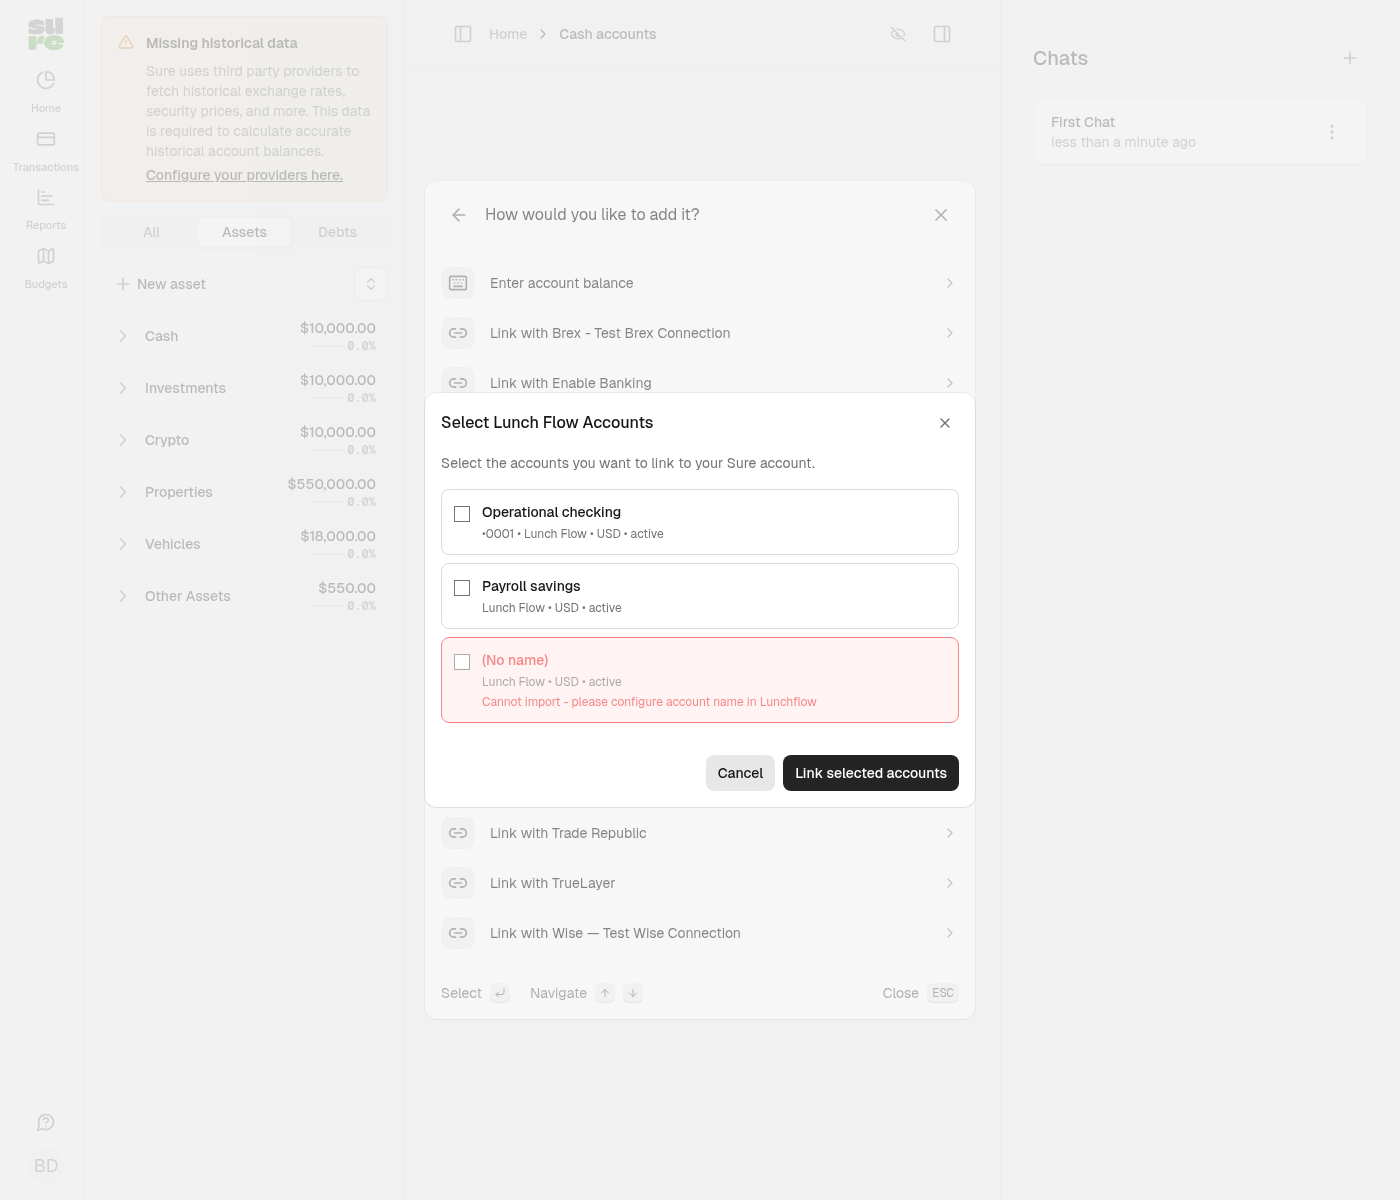 sure
Home
Transactions
Reports
Budgets
BD
Missing historical data
Sure uses third party providers to
fetch historical exchange rates,
security prices, and more. This data
is required to calculate accurate
historical account balances.
Configure your providers here.
All
Assets
Debts
New asset
Cash
$10,000.00
0.0%
Investments
$10,000.00
0.0%
Crypto
$10,000.00
0.0%
Properties
$550,000.00
0.0%
Vehicles
$18,000.00
0.0%
Other Assets
$550.00
0.0%
Home
Cash accounts
How would you like to add it?
Enter account balance
Link with Brex - Test Brex Connection
Link with Enable Banking
Select Lunch Flow Accounts
Select the accounts you want to link to your Sure account.
Operational checking
•0001 • Lunch Flow • USD • active
Payroll savings
Lunch Flow • USD • active
(No name)
Lunch Flow • USD • active
Cannot import - please configure account name in Lunchflow
Cancel
Link selected accounts
Link with Trade Republic
Link with TrueLayer
Link with Wise — Test Wise Connection
Select
Navigate
Close ESC
Chats
First Chat
less than a minute ago